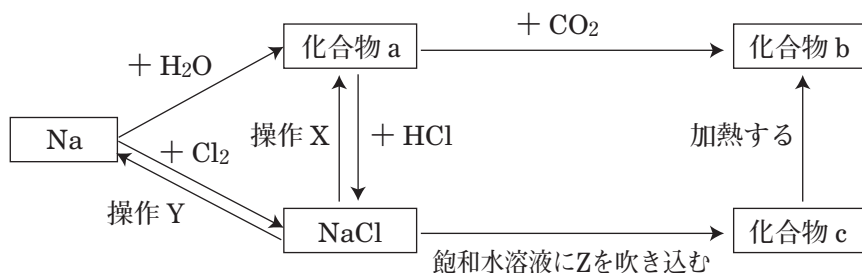 + CO₂
化合物 a
化合物 b
+ H₂O
Na
操作 X
+ HCl
加熱する
+ Cl₂
操作 Y
NaCl
化合物 c
飽和水溶液にZを吹き込む